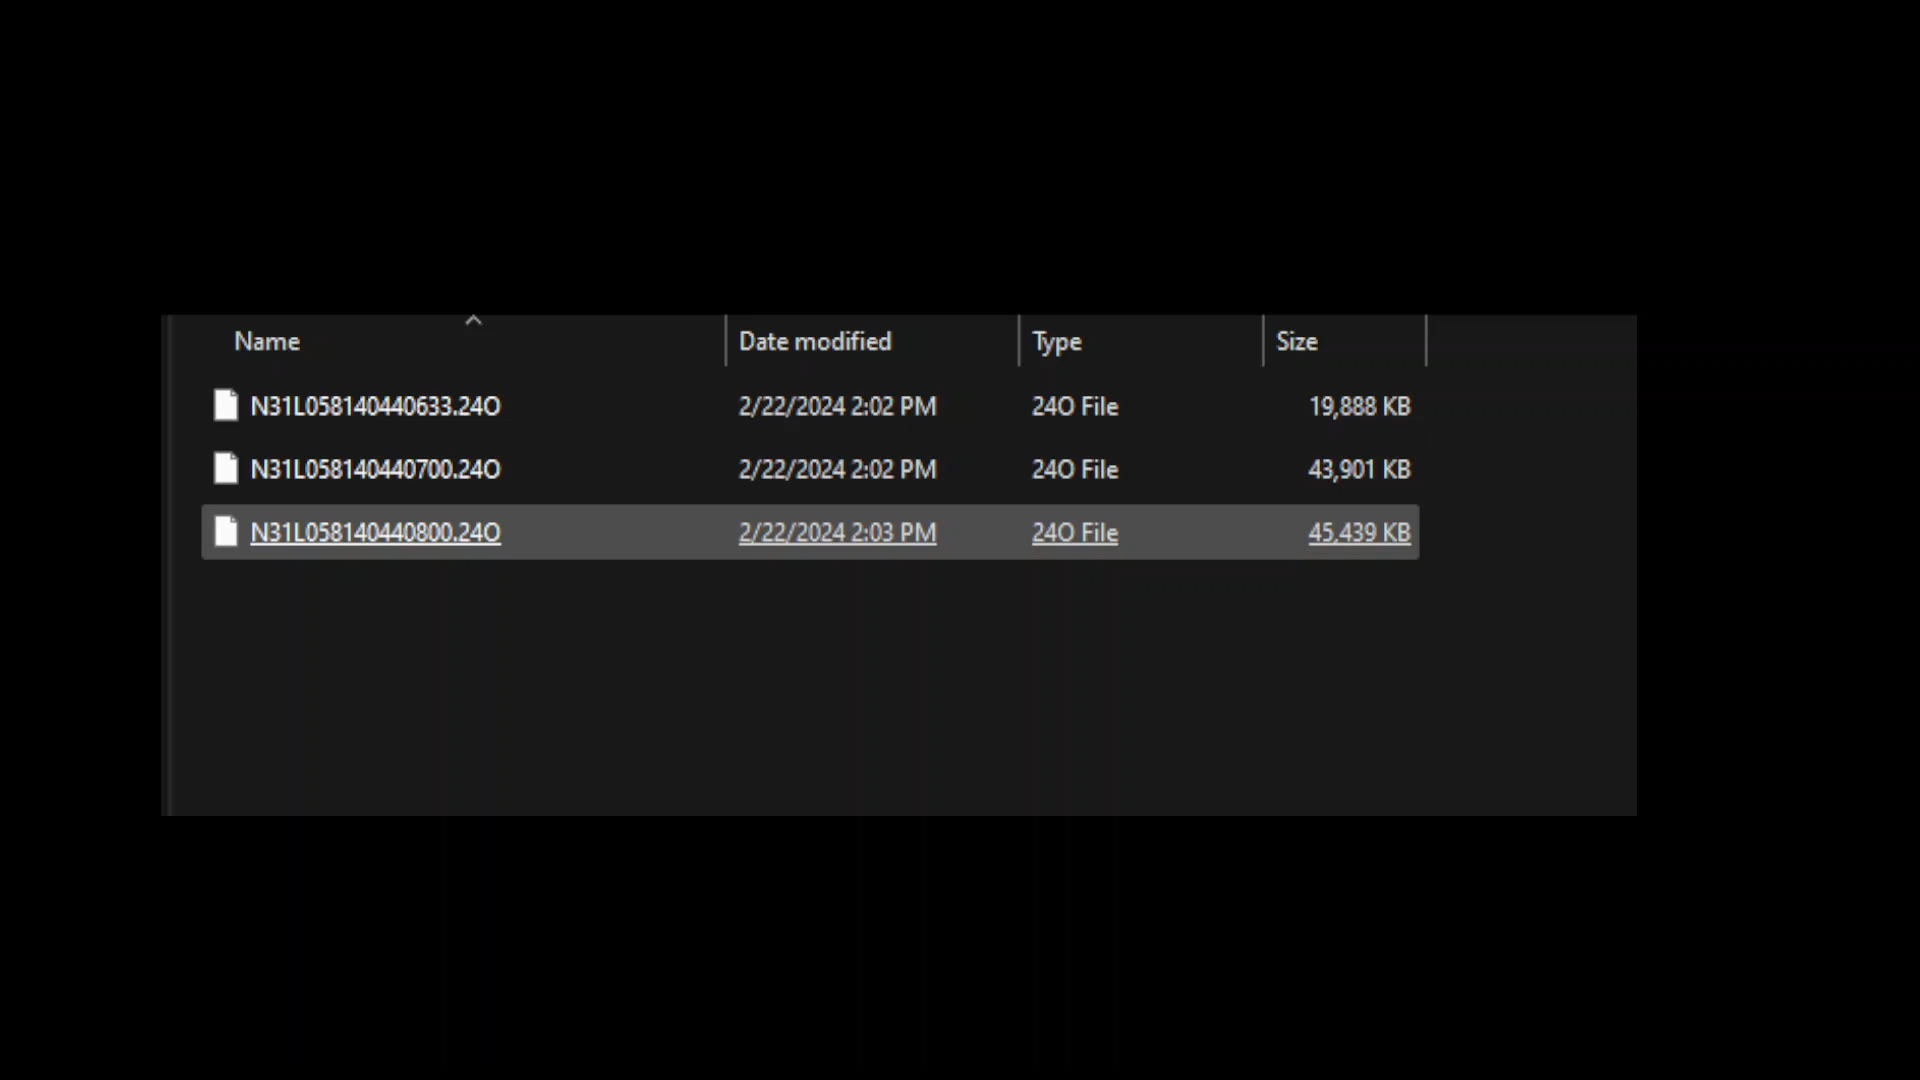 Name Date modified Type Size
N31L058140440633.24O 2/22/2024 2:02 PM 24O File 19,888 KB
N31L058140440700.24O 2/22/2024 2:02 PM 24O File 43,901 KB
N31L058140440800.24O 2/22/2024 2:03 PM 24O File 45,439 KB